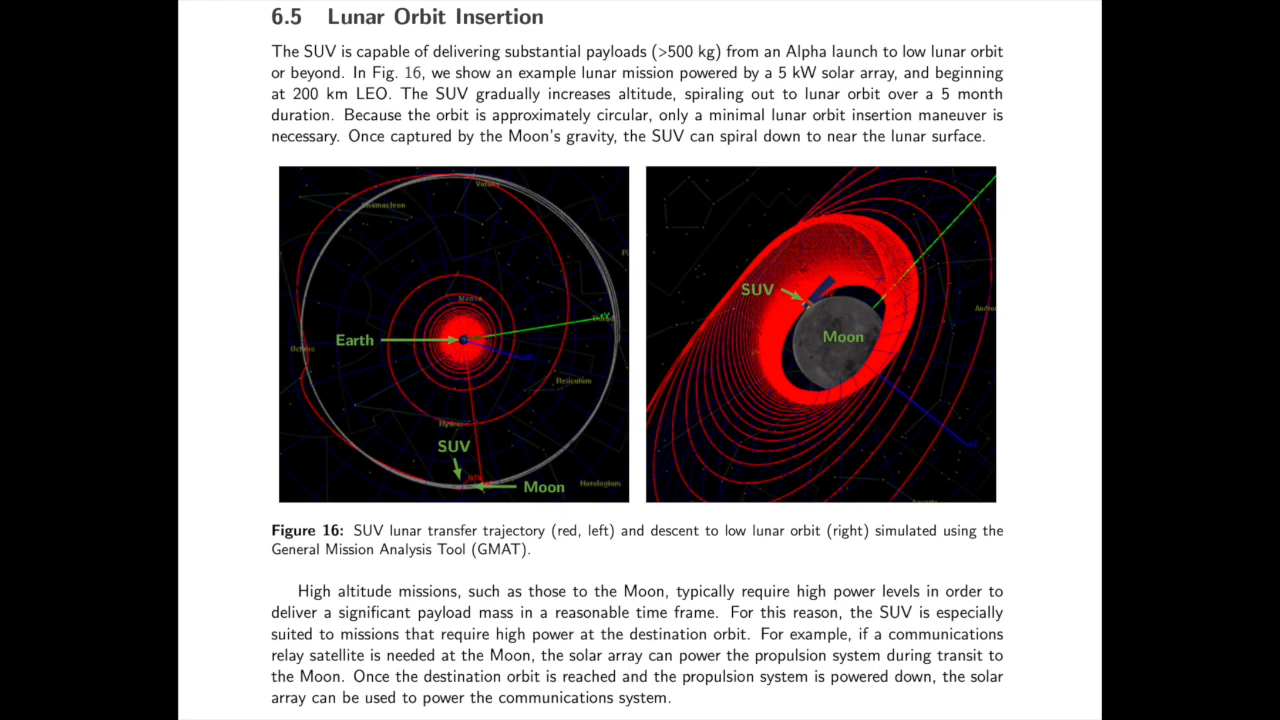 6.5 Lunar Orbit Insertion
The SUV is capable of delivering substantial payloads (>500 kg) from an Alpha launch to low lunar orbit
or beyond. In Fig. 16, we show an example lunar mission powered by a 5 kW solar array, and beginning
at 200 km LEO. The SUV gradually increases altitude, spiraling out to lunar orbit over a 5 month
duration. Because the orbit is approximately circular, only a minimal lunar orbit insertion maneuver is
necessary. Once captured by the Moon's gravity, the SUV can spiral down to near the lunar surface.
Volans
Chamaeleon
Mensa
Earth
Octans
Reticulum
Hydrus
SUV
Moon
Horologium
SUV
Moon
Figure 16: SUV lunar transfer trajectory (red, left) and descent to low lunar orbit (right) simulated using the
General Mission Analysis Tool (GMAT).
High altitude missions, such as those to the Moon, typically require high power levels in order to
deliver a significant payload mass in a reasonable time frame. For this reason, the SUV is especially
suited to missions that require high power at the destination orbit. For example, if a communications
relay satellite is needed at the Moon, the solar array can power the propulsion system during transit to
the Moon. Once the destination orbit is reached and the propulsion system is powered down, the solar
array can be used to power the communications system.